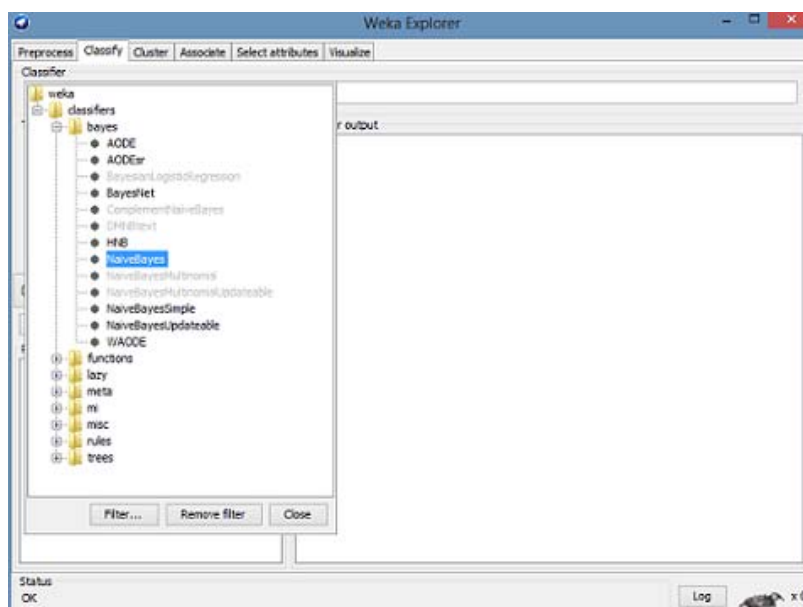 Weka Explorer
Preprocess Classify Cluster Associate Select attributes Visualize
Classifier
weka
classifiers
bayes
AODE
AODEsr
BayesianLogisticRegression
BayesNet
ComplementNaiveBayes
DMNBtext
HNB
NaiveBayes
NaiveBayesMultinomial
NaiveBayesMultinomialUpdateable
NaiveBayesSimple
NaiveBayesUpdateable
WAODE
functions
lazy
meta
mi
misc
rules
trees
Filter... Remove filter Close
r output
Status
OK
Log
x